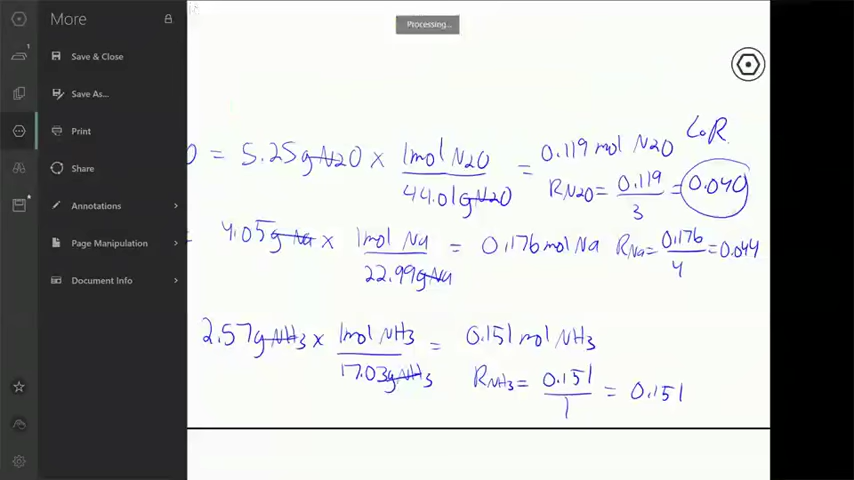 More
Processing...
Save & Close
Save As...
Print
Share
Annotations
Page Manipulation
Document Info
1
L.R.
0 = 5.25g N2O x 1mol N2O / 44.01g N2O = 0.119 mol N2O
RN2O = 0.119 / 3 = 0.040
= 4.05g Na x 1mol Na / 22.99g Na = 0.176 mol Na RNa = 0.176 / 4 = 0.044
2.57g NH3 x 1mol NH3 / 17.03g NH3 = 0.151 mol NH3
RNH3 = 0.151 / 1 = 0.151